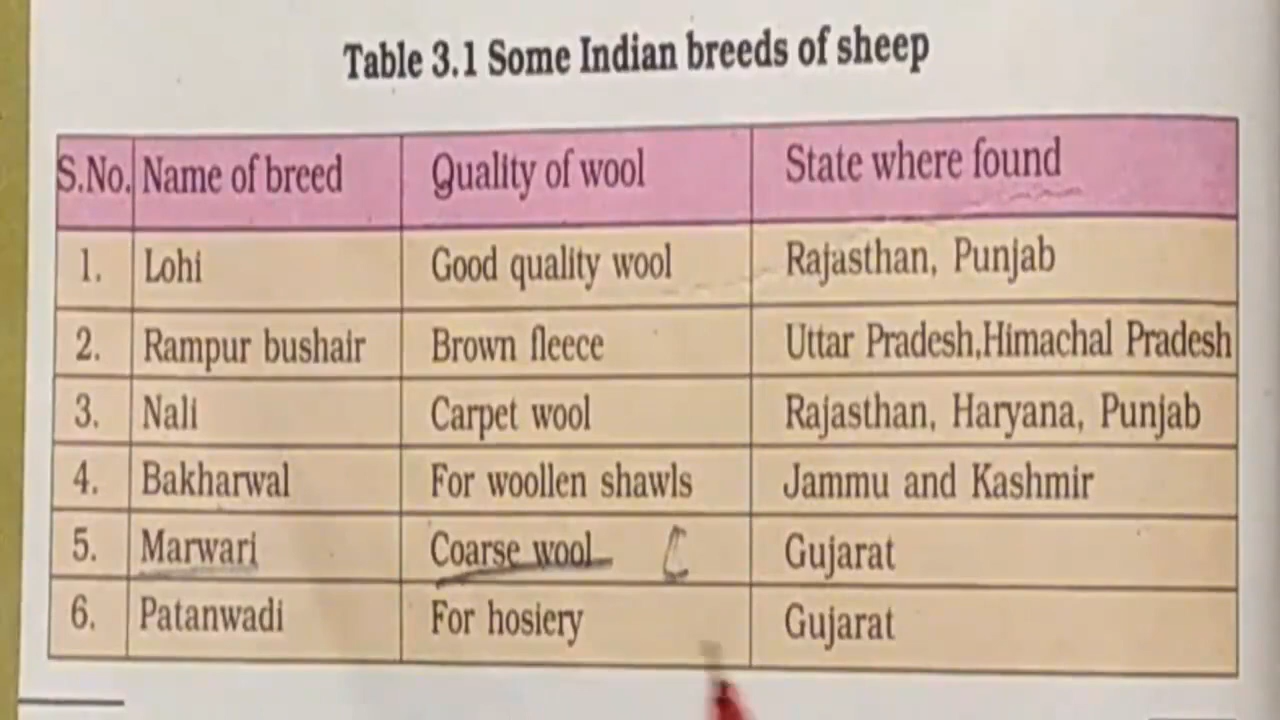 Table 3.1 Some Indian breeds of sheep
S.No. Name of breed Quality of wool State where found
1. Lohi Good quality wool Rajasthan, Punjab
2. Rampur bushair Brown fleece Uttar Pradesh,Himachal Pradesh
3. Nali Carpet wool Rajasthan, Haryana, Punjab
4. Bakharwal For woollen shawls Jammu and Kashmir
5. Marwari Coarse wool Gujarat
6. Patanwadi For hosiery Gujarat